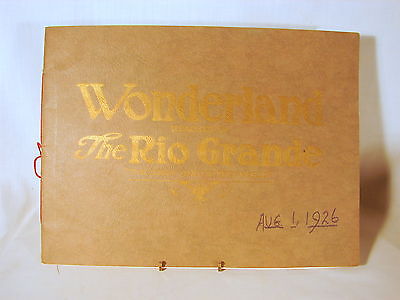 Wonderland
The Rio Grande
AUG 1, 1926